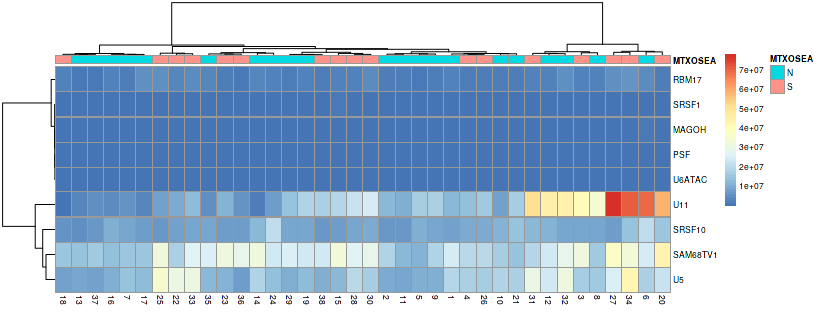 MTXOSEA
RBM17
SRSF1
MAGOH
PSF
U6ATAC
U11
SRSF10
SAM68TV1
U5
18 13 37 16 7 17 25 22 33 35 23 36 14 24 29 19 38 15 28 30 2 11 5 9 1 4 26 10 21 31 12 32 3 8 27 34 6 20
7e+07
6e+07
5e+07
4e+07
3e+07
2e+07
1e+07
MTXOSEA
N
S